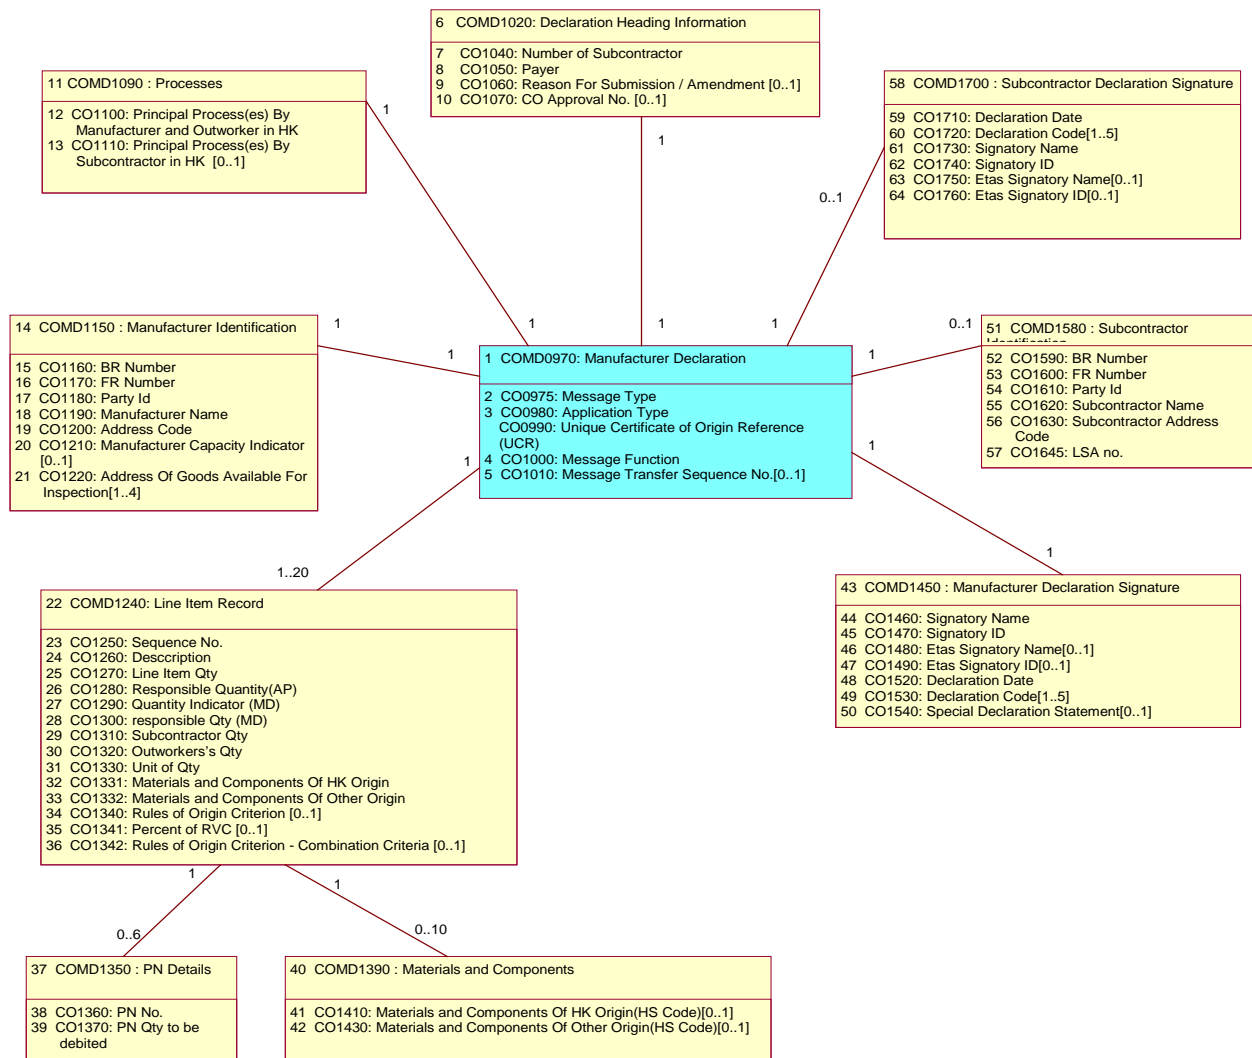 6 COMD1020: Declaration Heading Information
7 CO1040: Number of Subcontractor
8 CO1050: Payer
9 CO1060: Reason For Submission / Amendment [0..1]
10 CO1070: CO Approval No. [0..1]
1
1
11 COMD1090 : Processes
12 CO1100: Principal Process(es) By
Manufacturer and Outworker in HK
13 CO1110: Principal Process(es) By
Subcontractor in HK [0..1]
1
1
58 COMD1700 : Subcontractor Declaration Signature
59 CO1710: Declaration Date
60 CO1720: Declaration Code[1..5]
61 CO1730: Signatory Name
62 CO1740: Signatory ID
63 CO1750: Etas Signatory Name[0..1]
64 CO1760: Etas Signatory ID[0..1]
0..1
1
14 COMD1150 : Manufacturer Identification
15 CO1160: BR Number
16 CO1170: FR Number
17 CO1180: Party Id
18 CO1190: Manufacturer Name
19 CO1200: Address Code
20 CO1210: Manufacturer Capacity Indicator
[0..1]
21 CO1220: Address Of Goods Available For
Inspection[1..4]
1
1
1 COMD0970: Manufacturer Declaration
2 CO0975: Message Type
3 CO0980: Application Type
CO0990: Unique Certificate of Origin Reference
(UCR)
4 CO1000: Message Function
5 CO1010: Message Transfer Sequence No.[0..1]
0..1
1
51 COMD1580 : Subcontractor
Identification
52 CO1590: BR Number
53 CO1600: FR Number
54 CO1610: Party Id
55 CO1620: Subcontractor Name
56 CO1630: Subcontractor Address
Code
57 CO1645: LSA no.
1
1
1
1..20
22 COMD1240: Line Item Record
23 CO1250: Sequence No.
24 CO1260: Desccription
25 CO1270: Line Item Qty
26 CO1280: Responsible Quantity(AP)
27 CO1290: Quantity Indicator (MD)
28 CO1300: responsible Qty (MD)
29 CO1310: Subcontractor Qty
30 CO1320: Outworkers's Qty
31 CO1330: Unit of Qty
32 CO1331: Materials and Components Of HK Origin
33 CO1332: Materials and Components Of Other Origin
34 CO1340: Rules of Origin Criterion [0..1]
35 CO1341: Percent of RVC [0..1]
36 CO1342: Rules of Origin Criterion - Combination Criteria [0..1]
43 COMD1450 : Manufacturer Declaration Signature
44 CO1460: Signatory Name
45 CO1470: Signatory ID
46 CO1480: Etas Signatory Name[0..1]
47 CO1490: Etas Signatory ID[0..1]
48 CO1520: Declaration Date
49 CO1530: Declaration Code[1..5]
50 CO1540: Special Declaration Statement[0..1]
1
1
0..6
0..10
37 COMD1350 : PN Details
38 CO1360: PN No.
39 CO1370: PN Qty to be
debited
40 COMD1390 : Materials and Components
41 CO1410: Materials and Components Of HK Origin(HS Code)[0..1]
42 CO1430: Materials and Components Of Other Origin(HS Code)[0..1]